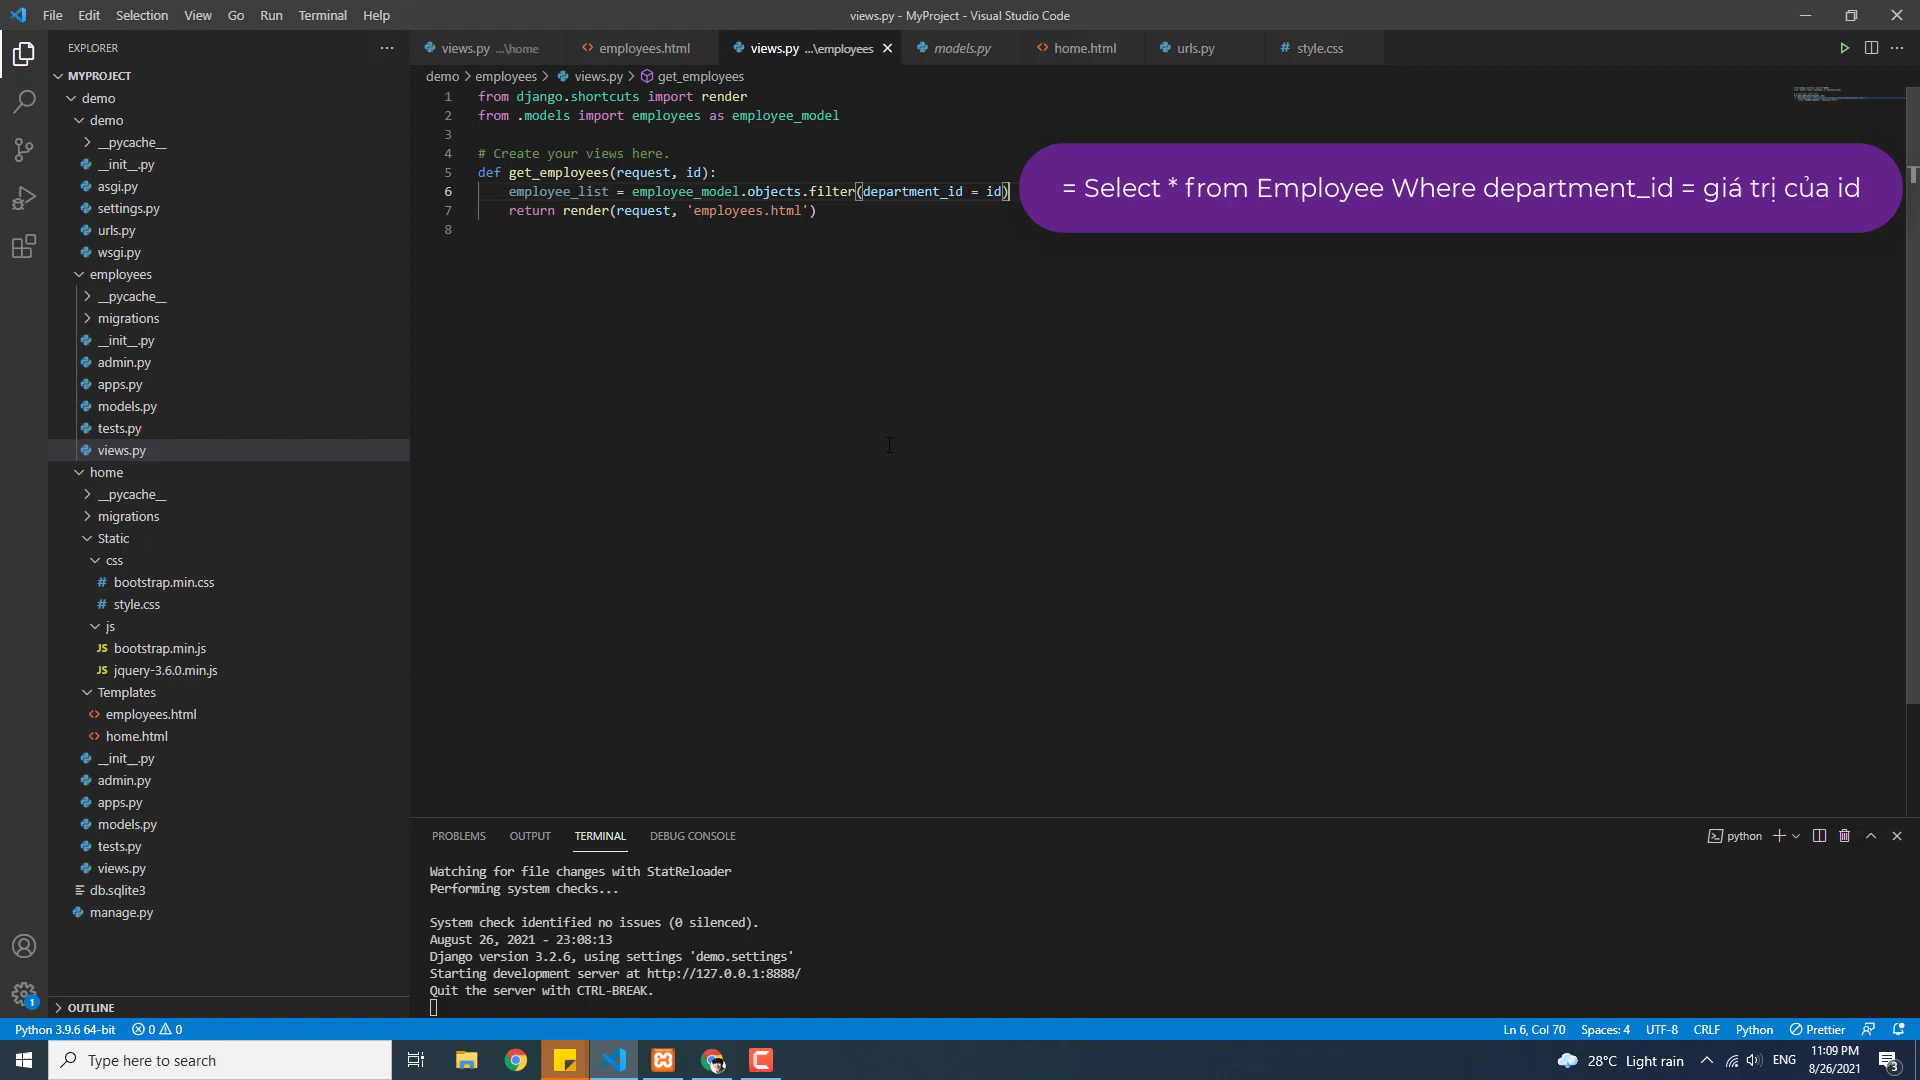 File Edit Selection View Go Run Terminal Help
views.py - MyProject - Visual Studio Code
EXPLORER
views.py ...\home
employees.html
views.py ...\employees
models.py
home.html
urls.py
# style.css
MYPROJECT
demo
demo
__pycache__
__init__.py
asgi.py
settings.py
urls.py
wsgi.py
employees
__pycache__
migrations
__init__.py
admin.py
apps.py
models.py
tests.py
views.py
home
__pycache__
migrations
Static
css
# bootstrap.min.css
# style.css
js
JS bootstrap.min.js
JS jquery-3.6.0.min.js
Templates
employees.html
home.html
__init__.py
admin.py
apps.py
models.py
tests.py
views.py
db.sqlite3
manage.py
OUTLINE
demo > employees > views.py > get_employees
1 from django.shortcuts import render
2 from .models import employees as employee_model
3
4 # Create your views here.
5 def get_employees(request, id):
6 employee_list = employee_model.objects.filter(department_id = id)
7 return render(request, 'employees.html')
8
= Select * from Employee Where department_id = giá trị của id
PROBLEMS OUTPUT TERMINAL DEBUG CONSOLE
python
Watching for file changes with StatReloader
Performing system checks...
System check identified no issues (0 silenced).
August 26, 2021 - 23:08:13
Django version 3.2.6, using settings 'demo.settings'
Starting development server at http://127.0.0.1:8888/
Quit the server with CTRL-BREAK.
1
Python 3.9.6 64-bit 0 0
Ln 6, Col 70 Spaces: 4 UTF-8 CRLF Python Prettier
Type here to search
28°C Light rain
ENG
11:09 PM
8/26/2021
3